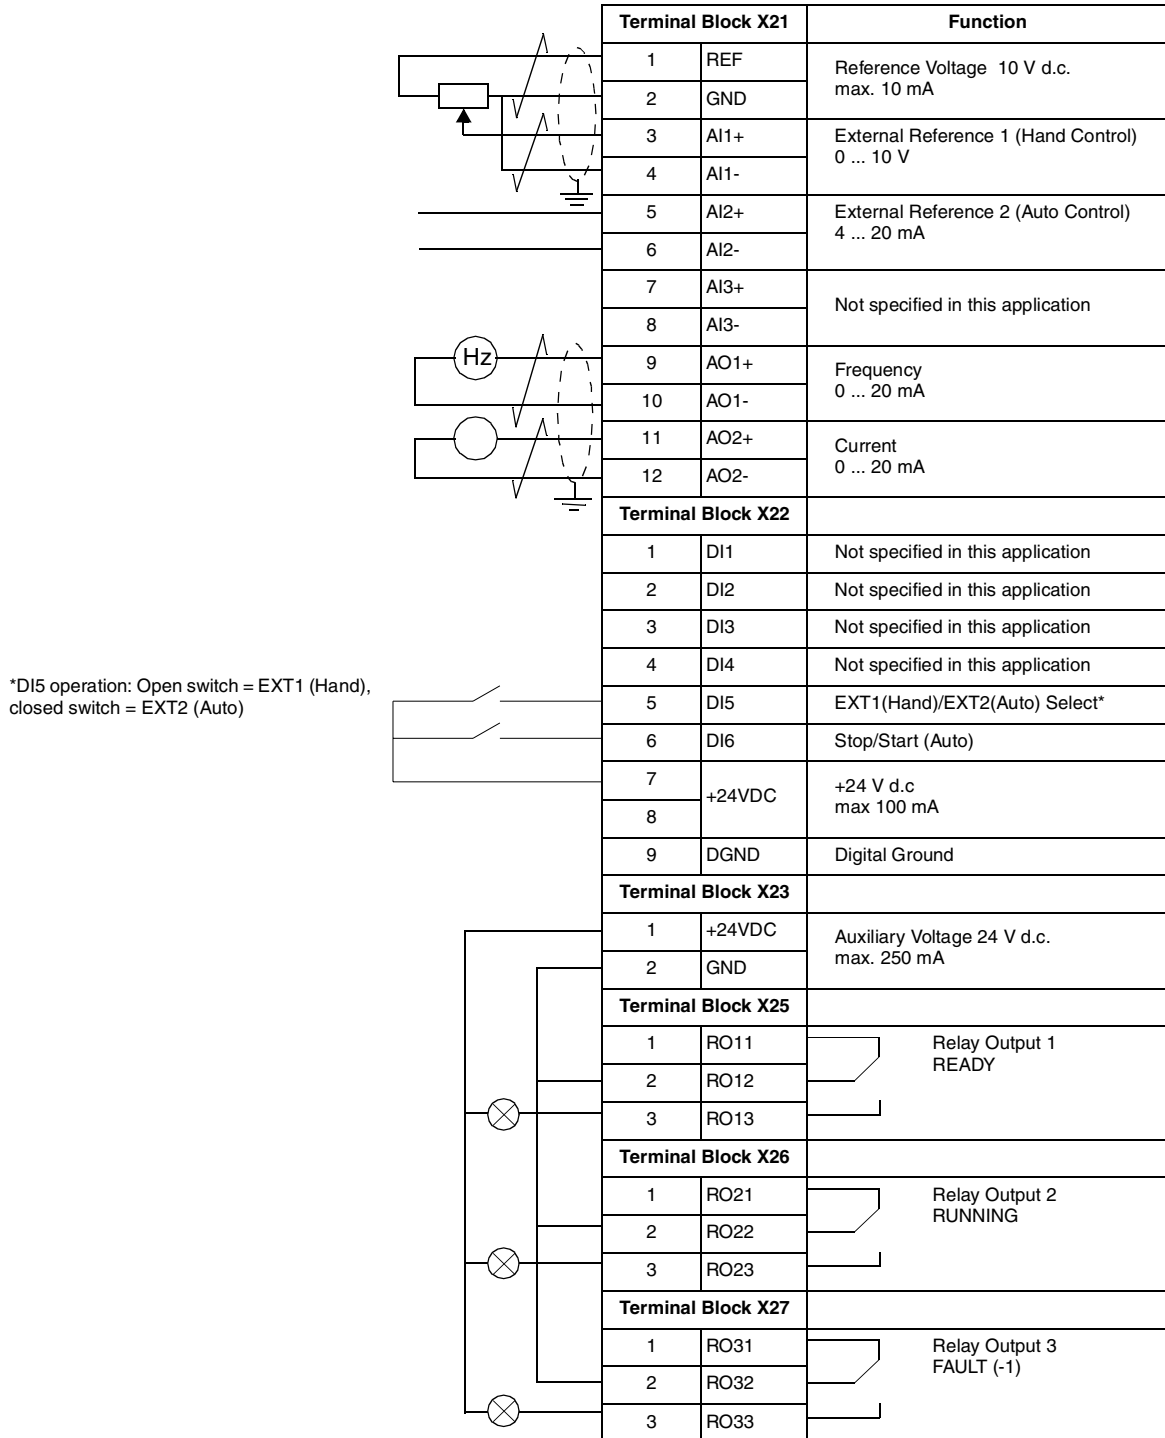 Terminal Block X21 Function
1 REF Reference Voltage 10 V d.c.
max. 10 mA
2 GND
3 AI1+ External Reference 1 (Hand Control)
0 ... 10 V
4 AI1-
5 AI2+ External Reference 2 (Auto Control)
4 ... 20 mA
6 AI2-
7 AI3+
Not specified in this application
8 AI3-
Hz
9 AO1+ Frequency
0 ... 20 mA
10 AO1-
11 AO2+ Current
0 ... 20 mA
12 AO2-
Terminal Block X22
1 DI1 Not specified in this application
2 DI2 Not specified in this application
3 DI3 Not specified in this application
4 DI4 Not specified in this application
*DI5 operation: Open switch = EXT1 (Hand),
closed switch = EXT2 (Auto)
5 DI5 EXT1(Hand)/EXT2(Auto) Select*
6 DI6 Stop/Start (Auto)
7 +24VDC +24 V d.c
max 100 mA
8
9 DGND Digital Ground
Terminal Block X23
1 +24VDC Auxiliary Voltage 24 V d.c.
max. 250 mA
2 GND
Terminal Block X25
1 RO11 Relay Output 1
READY
2 RO12
3 RO13
Terminal Block X26
1 RO21 Relay Output 2
RUNNING
2 RO22
3 RO23
Terminal Block X27
1 RO31 Relay Output 3
FAULT (-1)
2 RO32
3 RO33